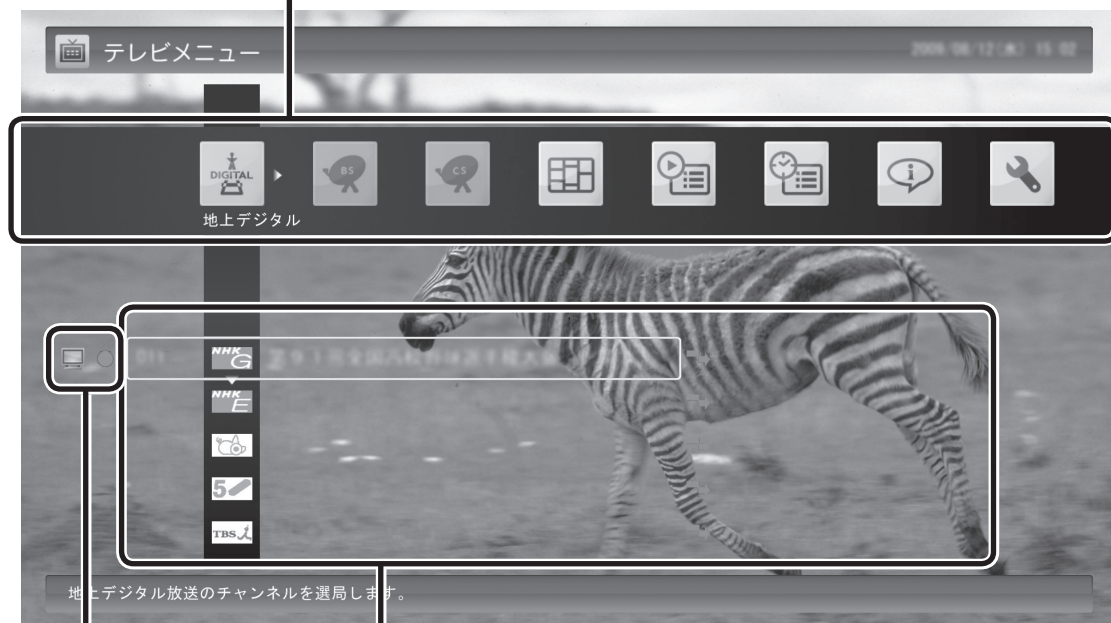 テレビメニュー
2009/08/12(水) 15:02
DIGITAL
BS
CS
地上デジタル
011
NHK G
NHK E
5
TBS
地上デジタル放送のチャンネルを選局します。